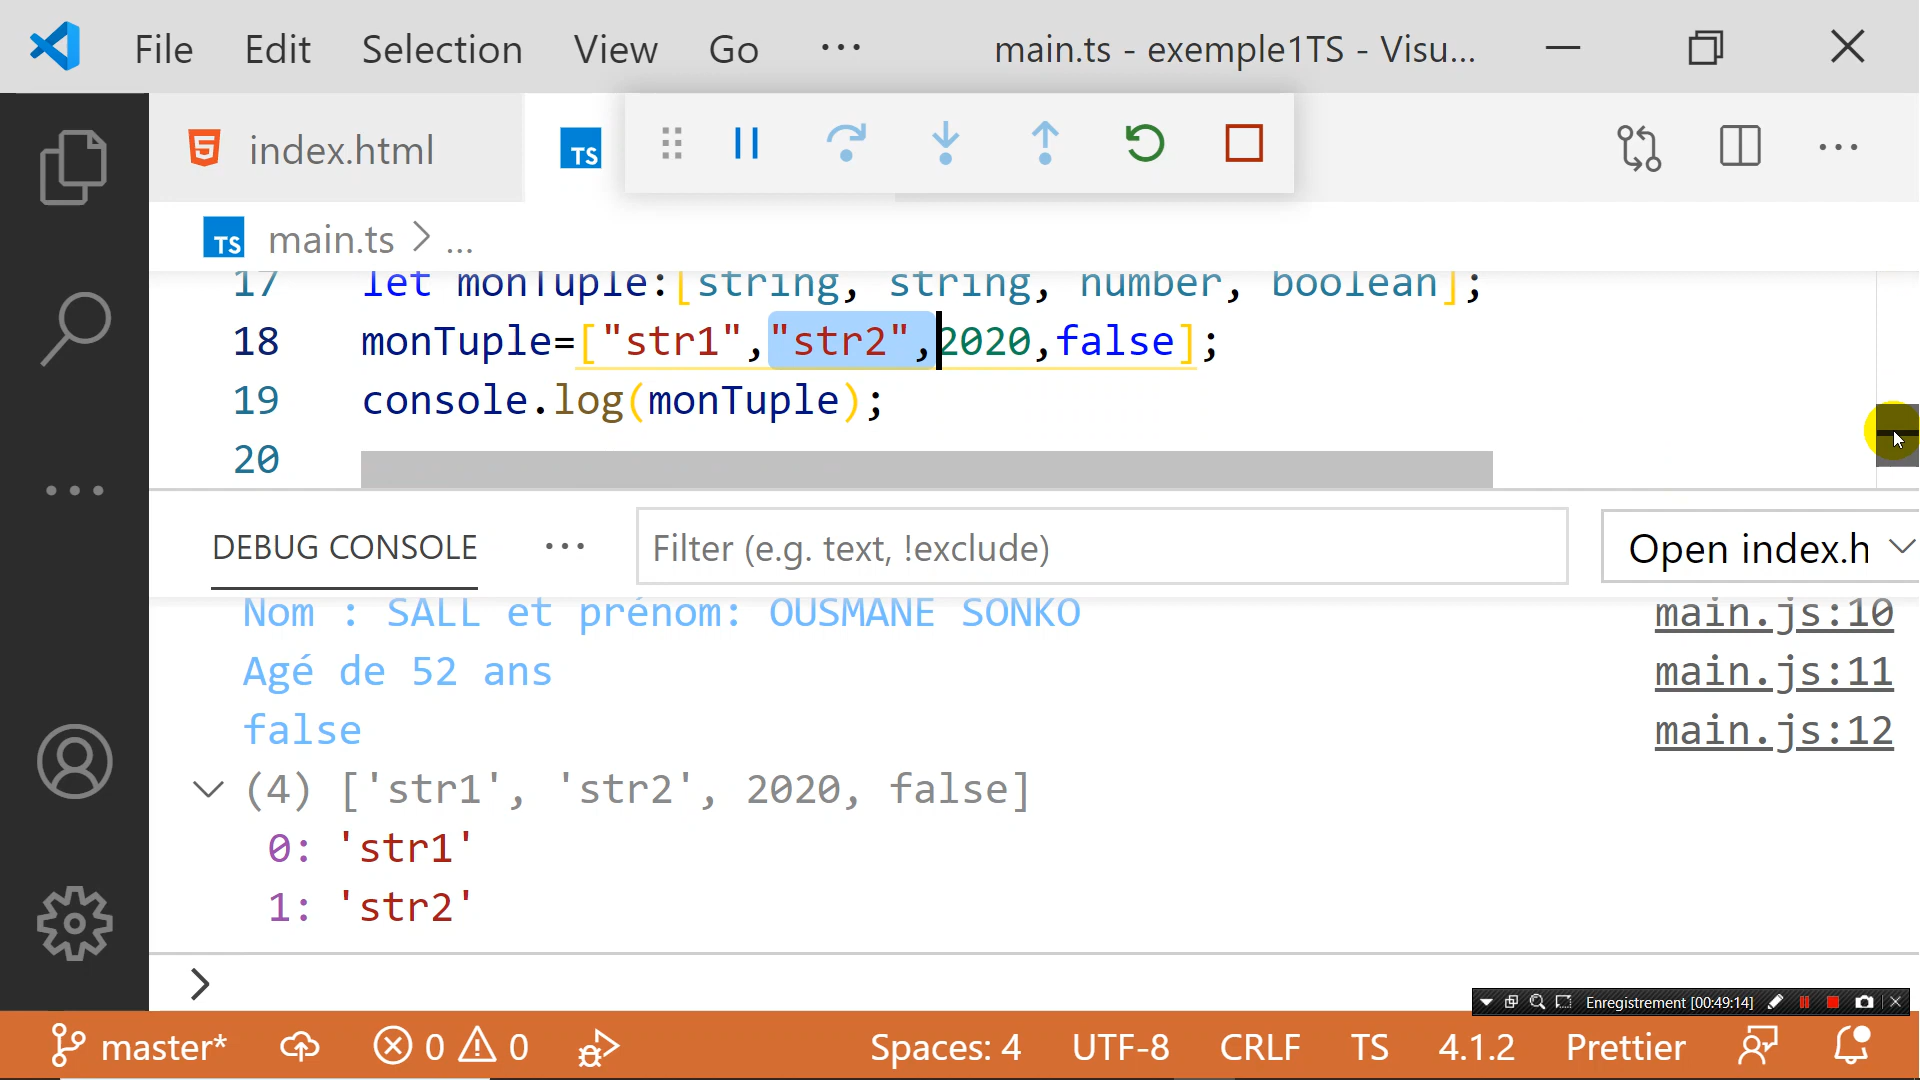 File Edit Selection View Go ... main.ts - exemple1TS - Visu...
index.html TS
TS main.ts > ...
17 let monTuple:[string, string, number, boolean];
18 monTuple=["str1","str2",2020,false];
19 console.log(monTuple);
20
DEBUG CONSOLE ... Filter (e.g. text, !exclude) Open index.h
Nom : SALL et prénom: OUSMANE SONKO main.js:10
Agé de 52 ans main.js:11
false main.js:12
(4) ['str1', 'str2', 2020, false]
0: 'str1'
1: 'str2'
>
Enregistrement [00:49:14]
master* 0 0 Spaces: 4 UTF-8 CRLF TS 4.1.2 Prettier